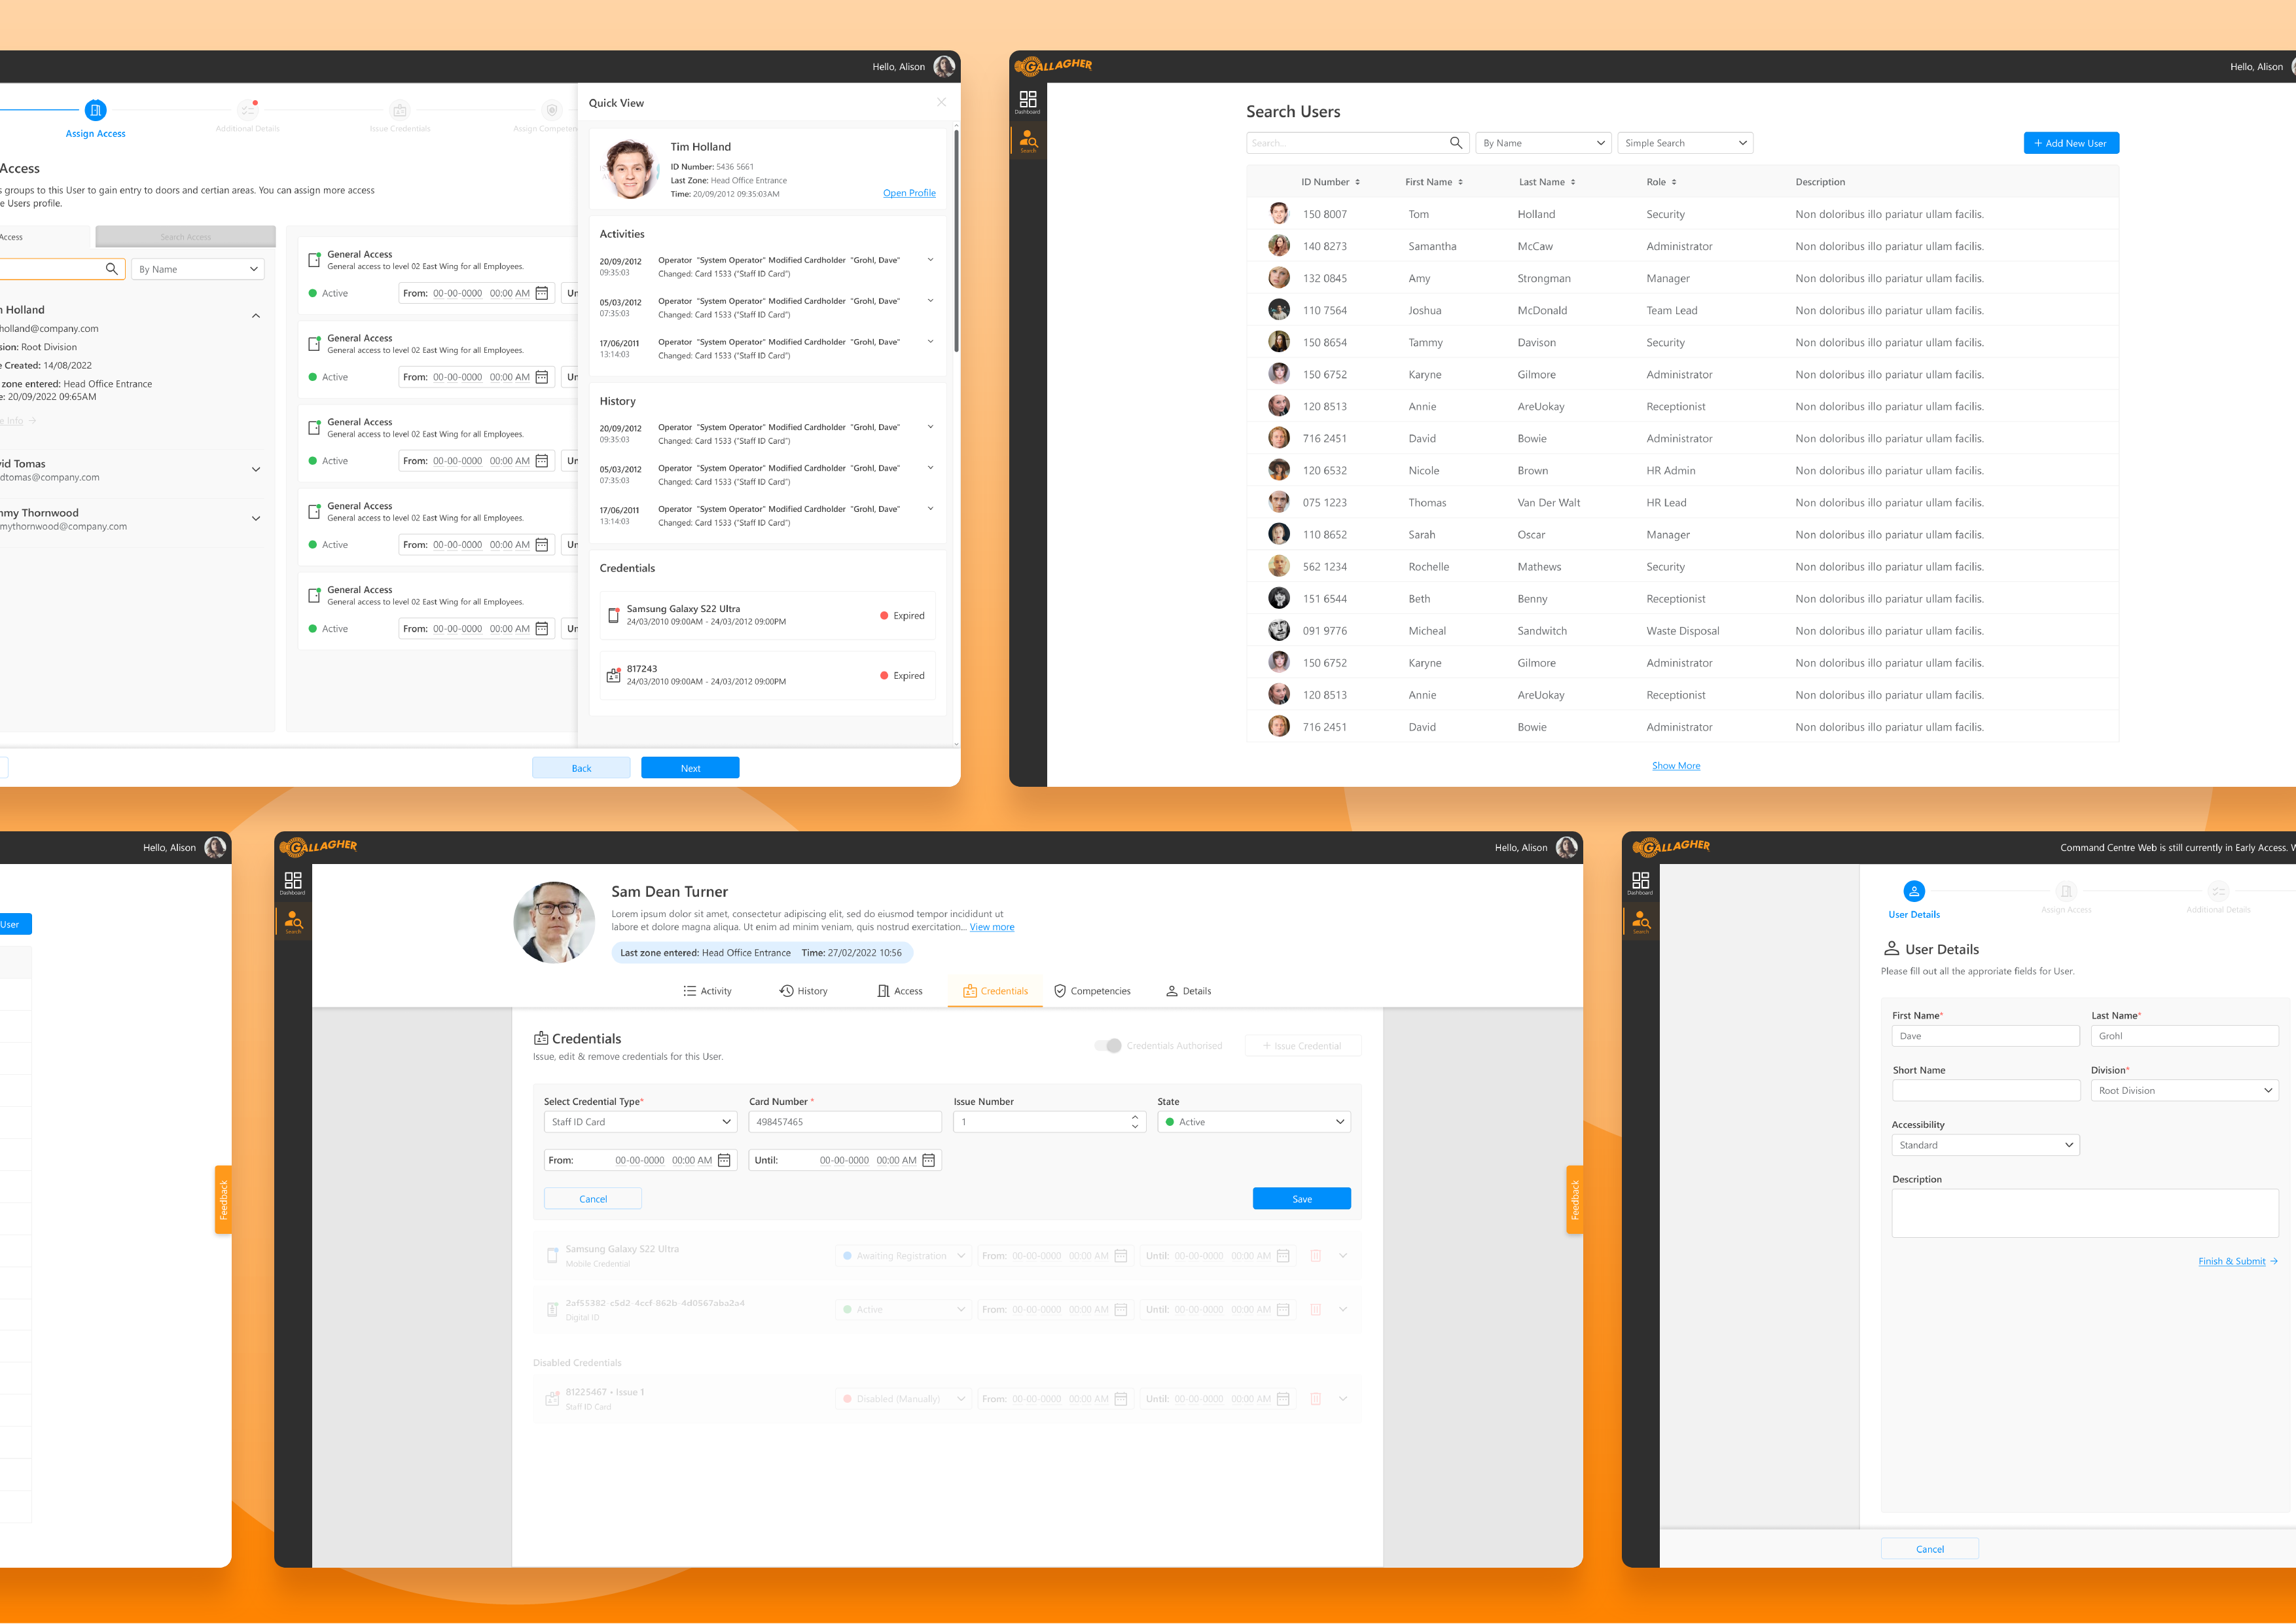 Hello, Alison
Assign Access
Additional Details
Issue Credentials
Assign Competen
Access
s groups to this User to gain entry to doors and certian areas. You can assign more access
e Users profile.
Access
Search Access
By Name
n Holland
holland@company.com
sion: Root Division
e Created: 14/08/2022
zone entered: Head Office Entrance
e: 20/09/2022 09:65AM
e Info
vid Tomas
dtomas@company.com
mmy Thornwood
mythornwood@company.com
General Access
General access to level 02 East Wing for all Employees.
Active
From: 00-00-0000 00:00 AM
Un
General Access
General access to level 02 East Wing for all Employees.
Active
From: 00-00-0000 00:00 AM
Un
General Access
General access to level 02 East Wing for all Employees.
Active
From: 00-00-0000 00:00 AM
Un
General Access
General access to level 02 East Wing for all Employees.
Active
From: 00-00-0000 00:00 AM
Un
General Access
General access to level 02 East Wing for all Employees.
Active
From: 00-00-0000 00:00 AM
Un
Quick View
Tim Holland
ID Number: 5436 5661
Last Zone: Head Office Entrance
Time: 20/09/2012 09:35:03AM
Open Profile
Activities
20/09/2012 Operator "System Operator" Modified Cardholder "Grohl, Dave"
09:35:03 Changed: Card 1533 ("Staff ID Card")
05/03/2012 Operator "System Operator" Modified Cardholder "Grohl, Dave"
07:35:03 Changed: Card 1533 ("Staff ID Card")
17/06/2011 Operator "System Operator" Modified Cardholder "Grohl, Dave"
13:14:03 Changed: Card 1533 ("Staff ID Card")
History
20/09/2012 Operator "System Operator" Modified Cardholder "Grohl, Dave"
09:35:03 Changed: Card 1533 ("Staff ID Card")
05/03/2012 Operator "System Operator" Modified Cardholder "Grohl, Dave"
07:35:03 Changed: Card 1533 ("Staff ID Card")
17/06/2011 Operator "System Operator" Modified Cardholder "Grohl, Dave"
13:14:03 Changed: Card 1533 ("Staff ID Card")
Credentials
Samsung Galaxy S22 Ultra
24/03/2010 09:00AM - 24/03/2012 09:00PM
Expired
817243
24/03/2010 09:00AM - 24/03/2012 09:00PM
Expired
Back
Next
GALLAGHER
Hello, Alison
Dashboard
Search
Search Users
Search...
By Name
Simple Search
+ Add New User
ID Number First Name Last Name Role Description
150 8007 Tom Holland Security Non doloribus illo pariatur ullam facilis.
140 8273 Samantha McCaw Administrator Non doloribus illo pariatur ullam facilis.
132 0845 Amy Strongman Manager Non doloribus illo pariatur ullam facilis.
110 7564 Joshua McDonald Team Lead Non doloribus illo pariatur ullam facilis.
150 8654 Tammy Davison Security Non doloribus illo pariatur ullam facilis.
150 6752 Karyne Gilmore Administrator Non doloribus illo pariatur ullam facilis.
120 8513 Annie AreUokay Receptionist Non doloribus illo pariatur ullam facilis.
716 2451 David Bowie Administrator Non doloribus illo pariatur ullam facilis.
120 6532 Nicole Brown HR Admin Non doloribus illo pariatur ullam facilis.
075 1223 Thomas Van Der Walt HR Lead Non doloribus illo pariatur ullam facilis.
110 8652 Sarah Oscar Manager Non doloribus illo pariatur ullam facilis.
562 1234 Rochelle Mathews Security Non doloribus illo pariatur ullam facilis.
151 6544 Beth Benny Receptionist Non doloribus illo pariatur ullam facilis.
091 9776 Micheal Sandwitch Waste Disposal Non doloribus illo pariatur ullam facilis.
150 6752 Karyne Gilmore Administrator Non doloribus illo pariatur ullam facilis.
120 8513 Annie AreUokay Receptionist Non doloribus illo pariatur ullam facilis.
716 2451 David Bowie Administrator Non doloribus illo pariatur ullam facilis.
Show More
Hello, Alison
User
Feedback
GALLAGHER
Hello, Alison
Dashboard
Search
Sam Dean Turner
Lorem ipsum dolor sit amet, consectetur adipiscing elit, sed do eiusmod tempor incididunt ut
labore et dolore magna aliqua. Ut enim ad minim veniam, quis nostrud exercitation... View more
Last zone entered: Head Office Entrance Time: 27/02/2022 10:56
Activity
History
Access
Credentials
Competencies
Details
Credentials
Issue, edit & remove credentials for this User.
Credentials Authorised
+ Issue Credential
Select Credential Type* Card Number * Issue Number State
Staff ID Card 498457465 1 Active
From: 00-00-0000 00:00 AM Until: 00-00-0000 00:00 AM
Cancel
Save
Samsung Galaxy S22 Ultra
Mobile Credential
Awaiting Registration
From: 00-00-0000 00:00 AM
Until: 00-00-0000 00:00 AM
2af55382-c5d2-4ccf-862b-4d0567aba2a4
Digital ID
Active
From: 00-00-0000 00:00 AM
Until: 00-00-0000 00:00 AM
Disabled Credentials
81225467 • Issue 1
Staff ID Card
Disabled (Manually)
From: 00-00-0000 00:00 AM
Until: 00-00-0000 00:00 AM
Feedback
GALLAGHER
Command Centre Web is still currently in Early Access. W
Dashboard
Search
User Details
Assign Access
Additional Details
User Details
Please fill out all the approriate fields for User.
First Name* Last Name*
Dave Grohl
Short Name Division*
Root Division
Accessibility
Standard
Description
Finish & Submit
Cancel